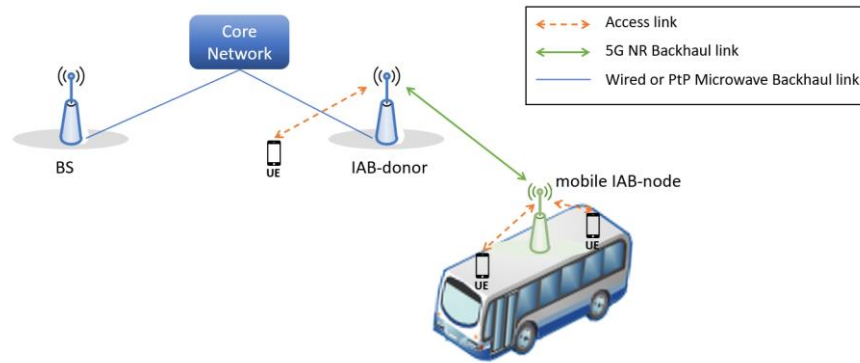 Core
Network
Access link
5G NR Backhaul link
Wired or PtP Microwave Backhaul link
BS
UE
IAB-donor
mobile IAB-node
UE
UE